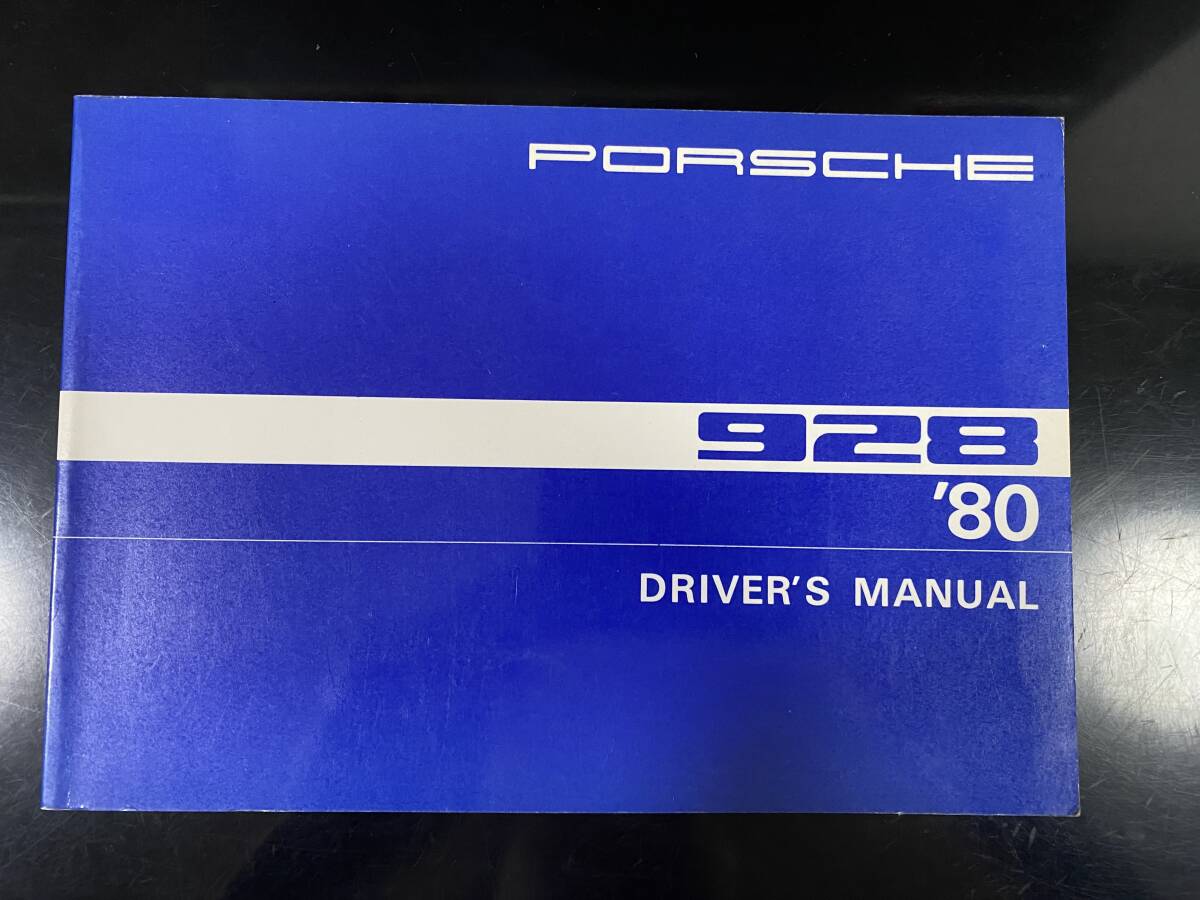 PORSCHE
928
'80
DRIVER'S MANUAL